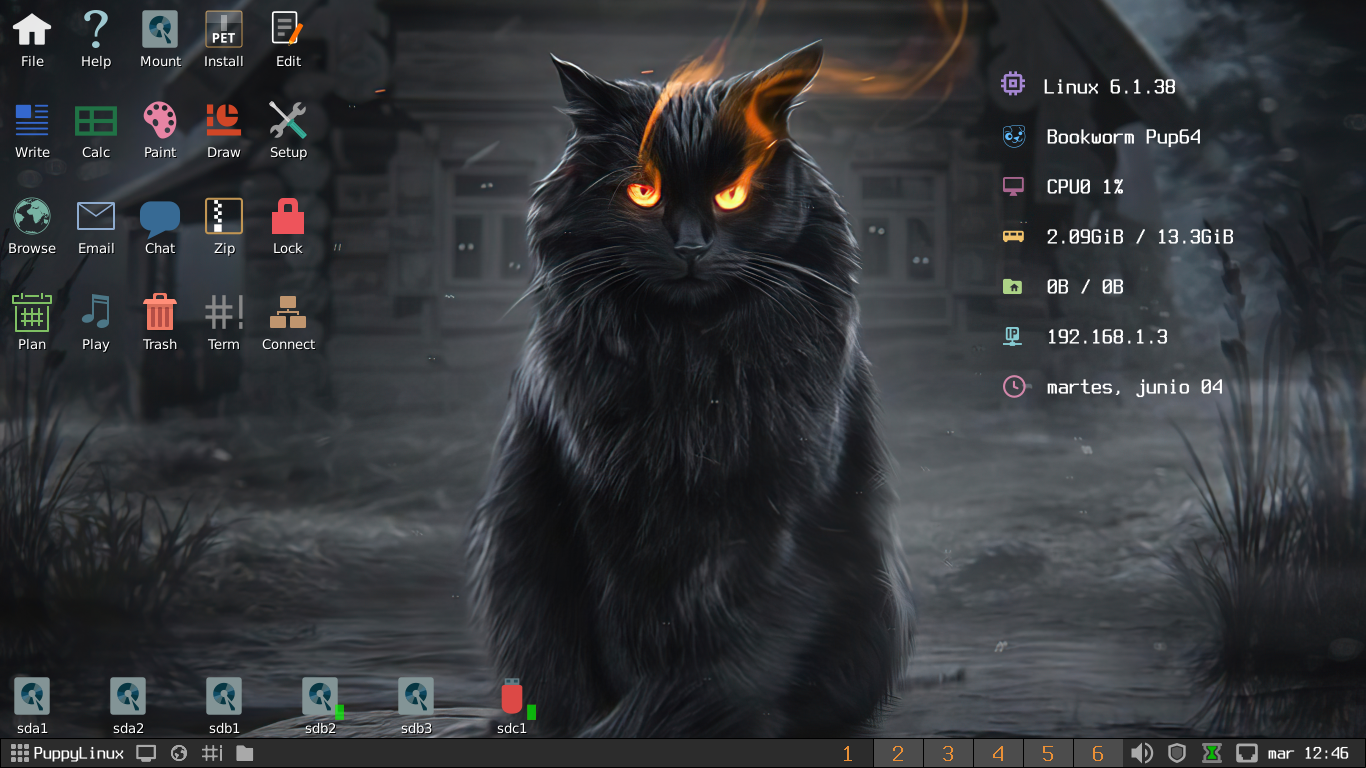 File Help Mount Install Edit
PET
Write Calc Paint Draw Setup
Browse Email Chat Zip Lock
Plan Play Trash Term Connect
Linux 6.1.38
Bookworm Pup64
CPU0 1%
2.09GiB / 13.3GiB
0B / 0B
IP
192.168.1.3
martes, junio 04
sda1 sda2 sdb1 sdb2 sdb3 sdc1
PuppyLinux 1 2 3 4 5 6 mar 12:46